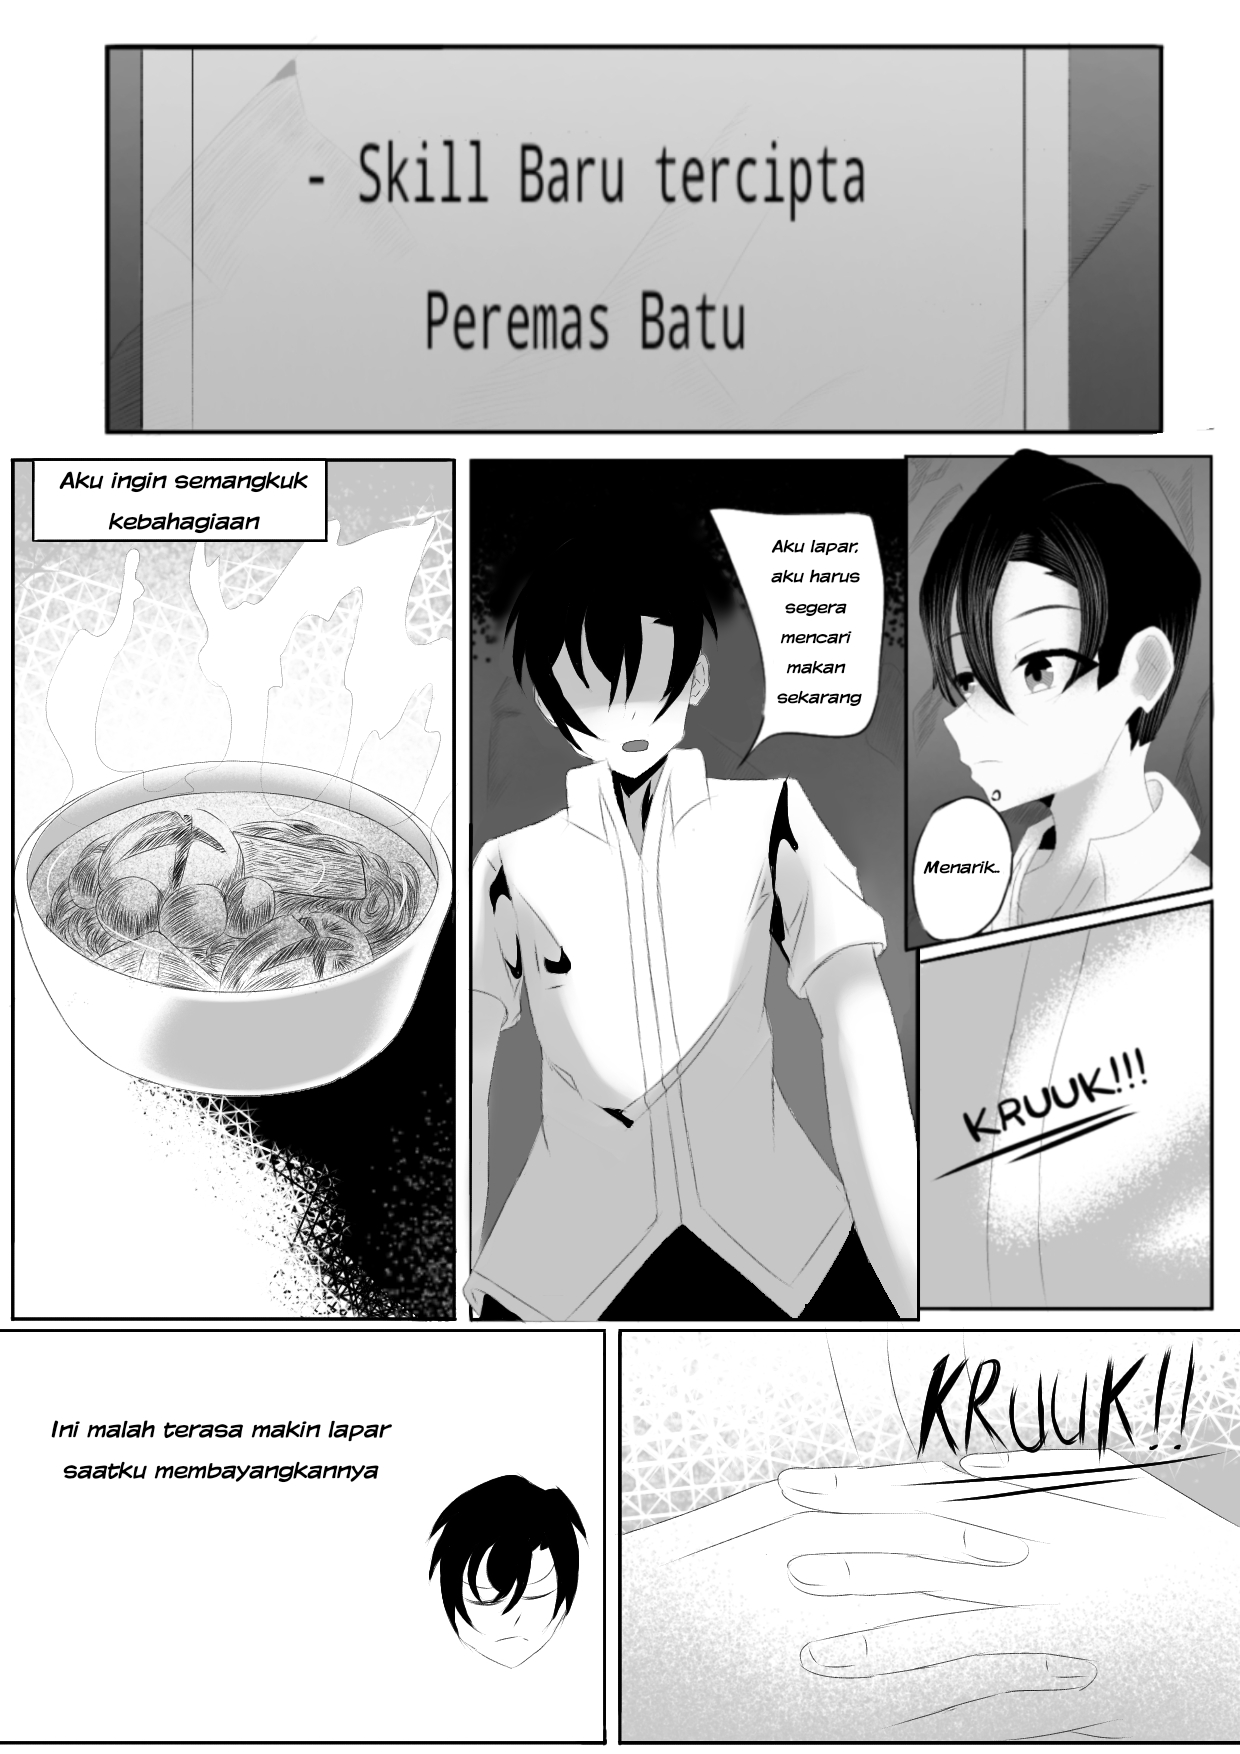 - Skill Baru tercipta
Peremas Batu
Menarik..
KRUUK!!!
Aku lapar,
aku harus
segera
mencari
makan
sekarang
Aku ingin semangkuk
kebahagiaan
KRUUK!!
Ini malah terasa makin lapar
saatku membayangkannya